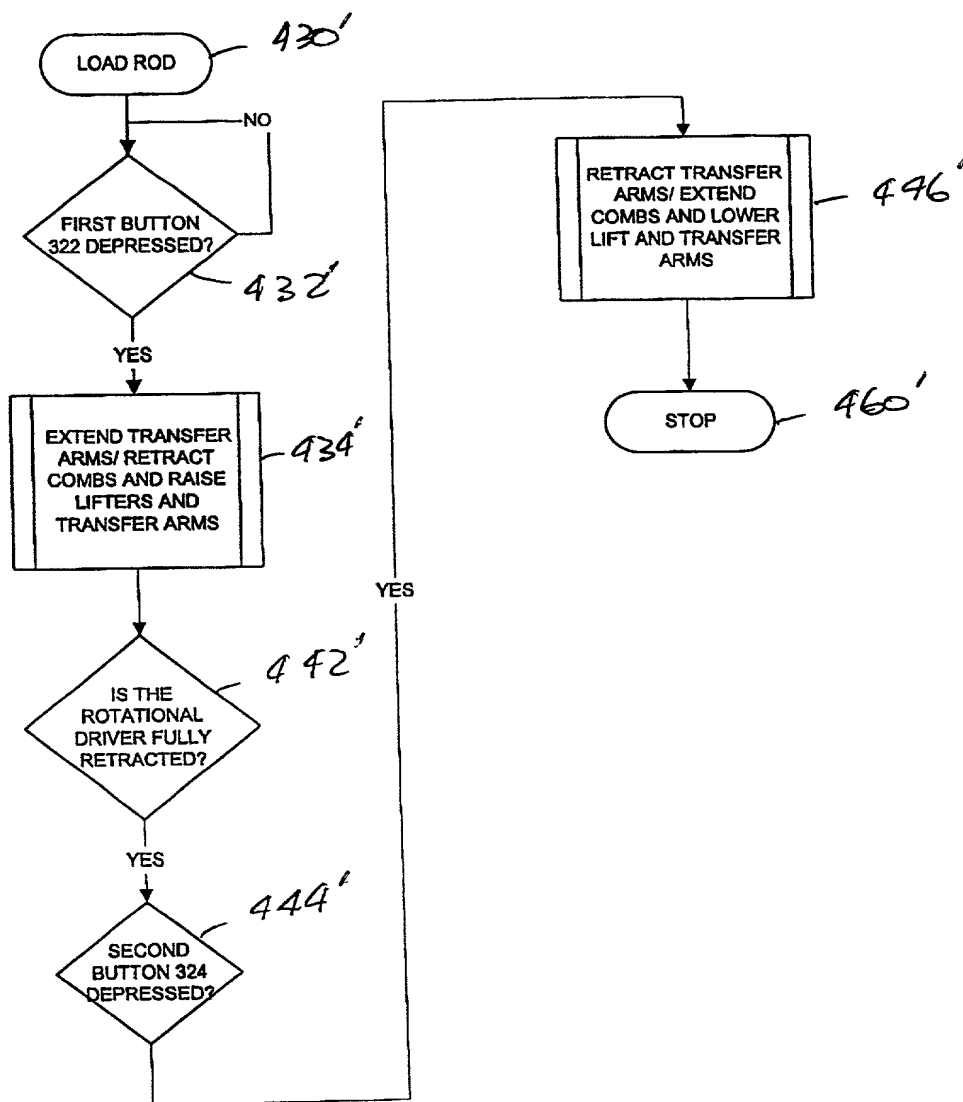 LOAD ROD
430'
NO
FIRST BUTTON
322 DEPRESSED?
432'
YES
EXTEND TRANSFER
ARMS/ RETRACT
COMBS AND RAISE
LIFTERS AND
TRANSFER ARMS
434'
IS THE
ROTATIONAL
DRIVER FULLY
RETRACTED?
442'
YES
SECOND
BUTTON 324
DEPRESSED?
444'
YES
RETRACT TRANSFER
ARMS/ EXTEND
COMBS AND LOWER
LIFT AND TRANSFER
ARMS
446'
STOP
460'